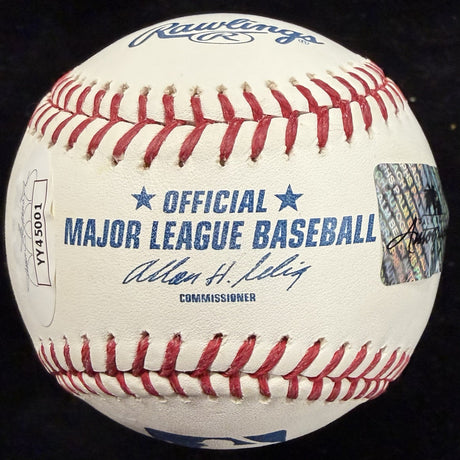 Rawlings
R
★ OFFICIAL ★
MAJOR LEAGUE BASEBALL
Allan H. Selig
COMMISSIONER
YY45001